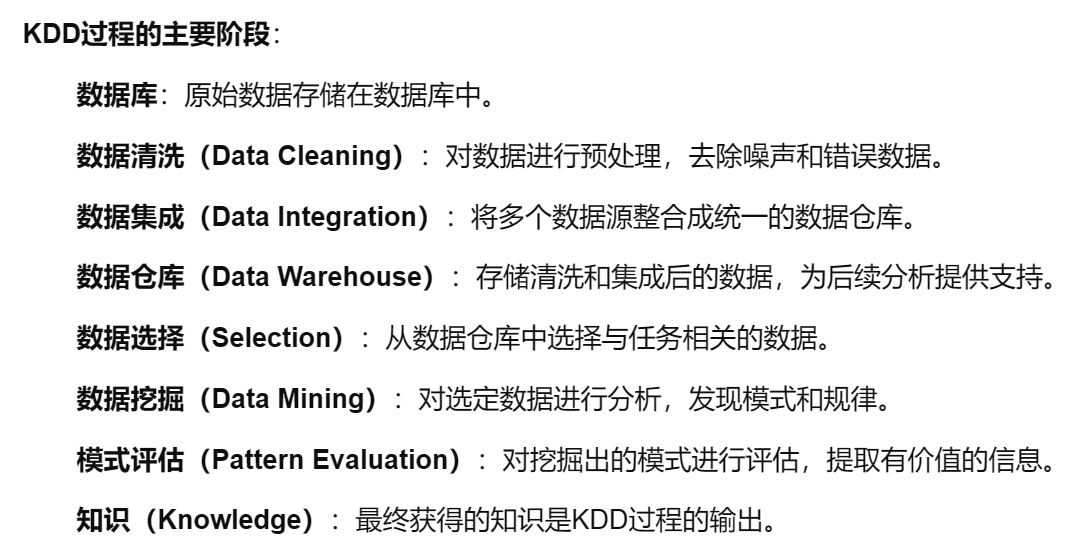 KDD过程的主要阶段：
数据库：原始数据存储在数据库中。
数据清洗（Data Cleaning）：对数据进行预处理，去除噪声和错误数据。
数据集成（Data Integration）：将多个数据源整合成统一的数据仓库。
数据仓库（Data Warehouse）：存储清洗和集成后的数据，为后续分析提供支持。
数据选择（Selection）：从数据仓库中选择与任务相关的数据。
数据挖掘（Data Mining）：对选定数据进行分析，发现模式和规律。
模式评估（Pattern Evaluation）：对挖掘出的模式进行评估，提取有价值的信息。
知识（Knowledge）：最终获得的知识是KDD过程的输出。